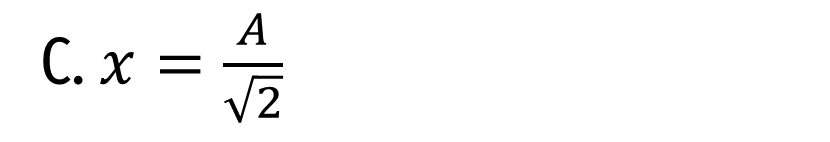 C. x = A/√2